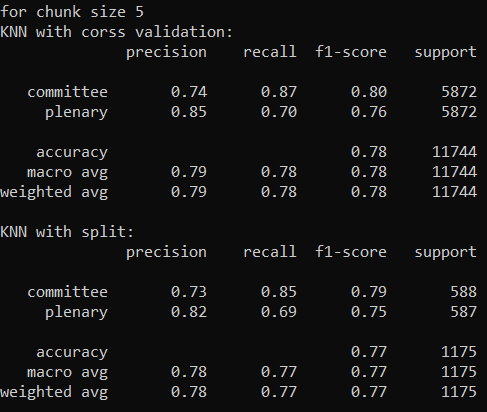 for chunk size 5
KNN with corss validation:
precision recall f1-score support
committee 0.74 0.87 0.80 5872
plenary 0.85 0.70 0.76 5872
accuracy 0.78 11744
macro avg 0.79 0.78 0.78 11744
weighted avg 0.79 0.78 0.78 11744
KNN with split:
precision recall f1-score support
committee 0.73 0.85 0.79 588
plenary 0.82 0.69 0.75 587
accuracy 0.77 1175
macro avg 0.78 0.77 0.77 1175
weighted avg 0.78 0.77 0.77 1175